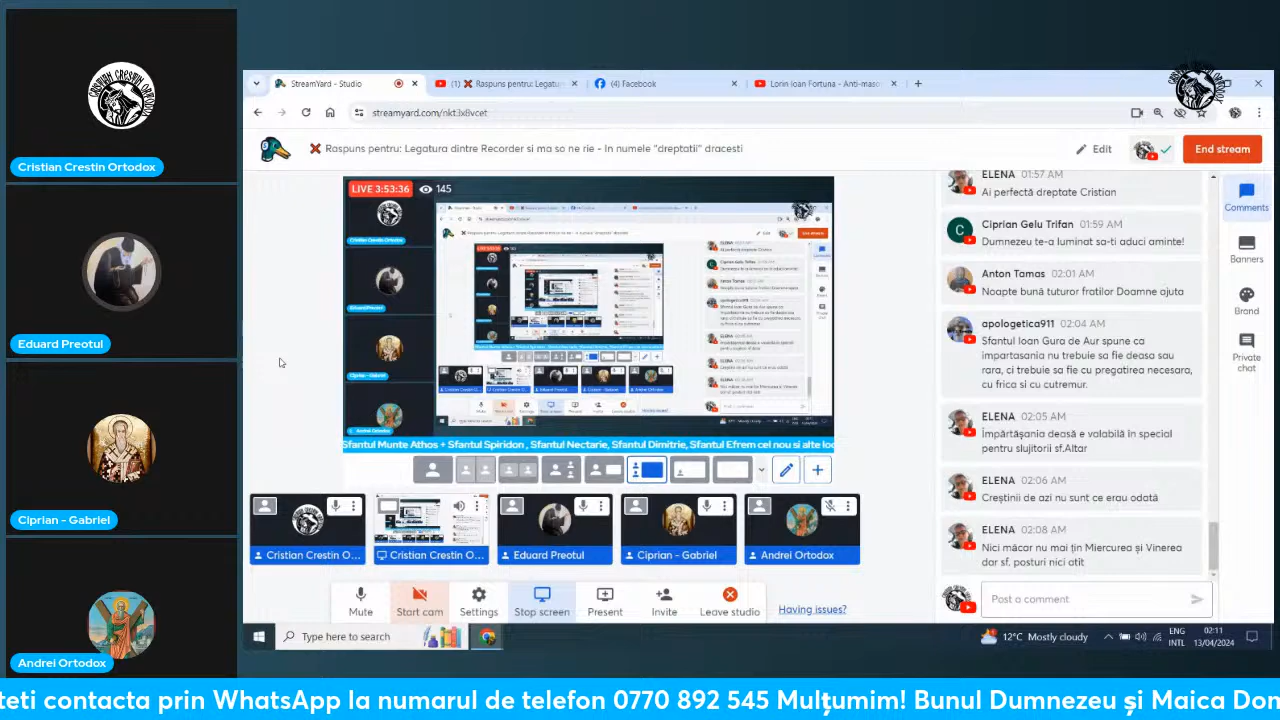 StreamYard - Studio
(1) ❌ Raspuns pentru: Legatur
(4) Facebook
Lorin Ioan Fortuna - Anti-maso
streamyard.com/nkt3x8vcet
❌ Raspuns pentru: Legatura dintre Recorder si ma so ne rie - In numele "dreptatii" dracesti
Edit
End stream
Cristian Crestin Ortodox
Eduard Preotul
Ciprian - Gabriel
Andrei Ortodox
LIVE 3:53:36
145
Sfantul Munte Athos + Sfantul Spiridon , Sfantul Nectarie, Sfantul Dimitrie, Sfantul Efrem cel nou si alte loc
Cristian Crestin O...
Cristian Crestin O...
Eduard Preotul
Ciprian - Gabriel
Andrei Ortodox
Mute
Start cam
Settings
Stop screen
Present
Invite
Leave studio
Having issues?
ELENA 01:57 AM
Ai perfectă dreptate Cristian
Ciprian Gelu Trifan 01:59 AM
Dumnezeu te-a luminat sa-ti aduci aminte!
Anton Tarras 02:01 AM
Noapte bună tuturor fratilor Doamne ajuta
apologetica911 02:04 AM
Sfantul Ioan Gura de Aur spune ca
impartasania nu trebuie sa fie deasa sau
rara, ci trebuie sa fie cu pregatirea necesara,
cu frica si cu cutremur
ELENA 02:05 AM
Împărtășania deasă e valabilă în special
pentru slujitorii sf.Altar
ELENA 02:06 AM
Creștinii de azi nu sunt ce erau odată
ELENA 02:08 AM
Nici măcar nu mai țin Miercurea și Vinerea
dar sf. posturi nici atit
Post a comment
Comments
Banners
Brand
Private
chat
Type here to search
12°C Mostly cloudy
ENG
INTL
02:11
13/04/2024
teti contacta prin WhatsApp la numarul de telefon 0770 892 545 Mulțumim! Bunul Dumnezeu și Maica Dom